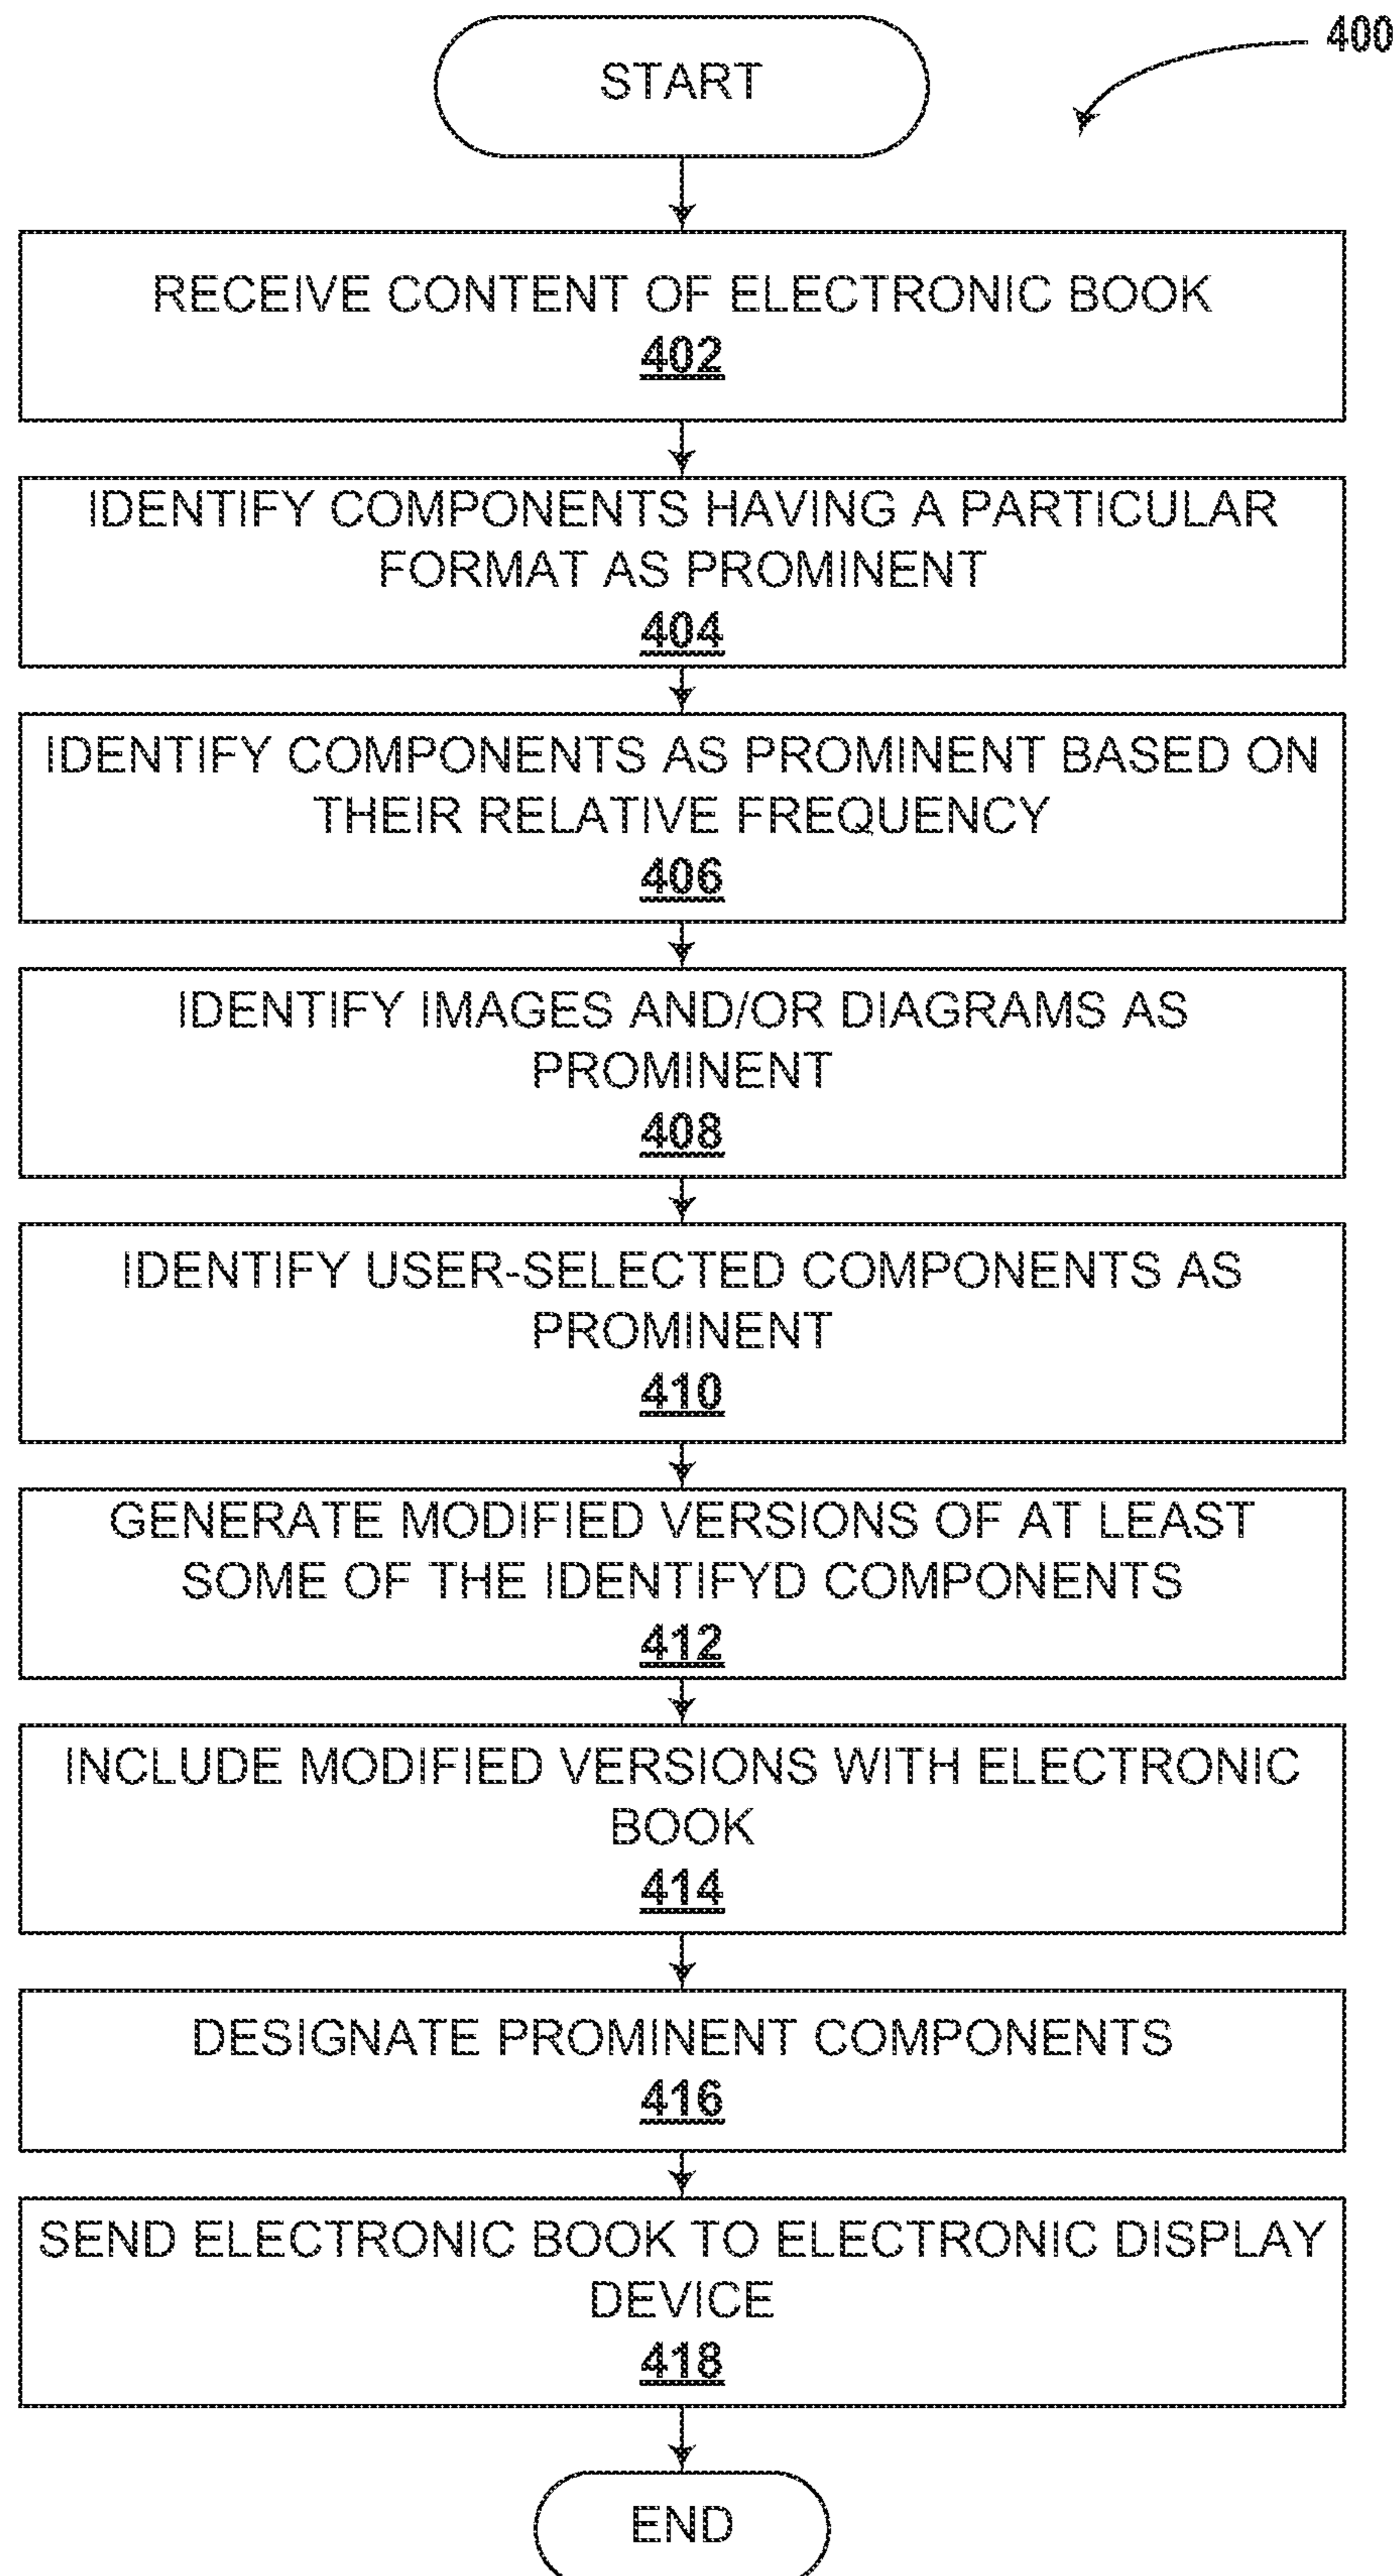 START
400
RECEIVE CONTENT OF ELECTRONIC BOOK
402
IDENTIFY COMPONENTS HAVING A PARTICULAR
FORMAT AS PROMINENT
404
IDENTIFY COMPONENTS AS PROMINENT BASED ON
THEIR RELATIVE FREQUENCY
406
IDENTIFY IMAGES AND/OR DIAGRAMS AS
PROMINENT
408
IDENTIFY USER-SELECTED COMPONENTS AS
PROMINENT
410
GENERATE MODIFIED VERSIONS OF AT LEAST
SOME OF THE IDENTIFYD COMPONENTS
412
INCLUDE MODIFIED VERSIONS WITH ELECTRONIC
BOOK
414
DESIGNATE PROMINENT COMPONENTS
416
SEND ELECTRONIC BOOK TO ELECTRONIC DISPLAY
DEVICE
418
END